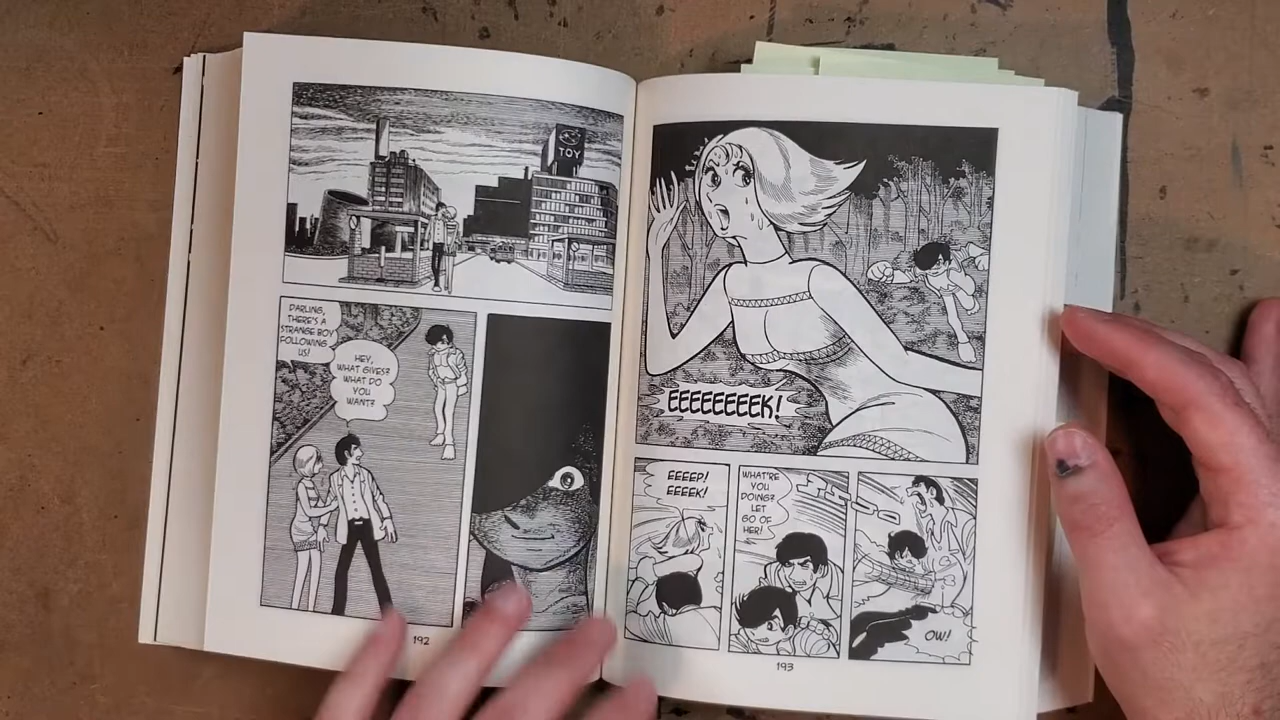 TOY
DARLING,
THERE'S A
STRANGE BOY
FOLLOWING
US!
HEY,
WHAT GIVES?
WHAT DO
YOU
WANT?
192
EEEEEEEEK!
EEEEP!
EEEEK!
WHAT'RE
YOU
DOING?
LET
GO OF
HER!
OW!
193